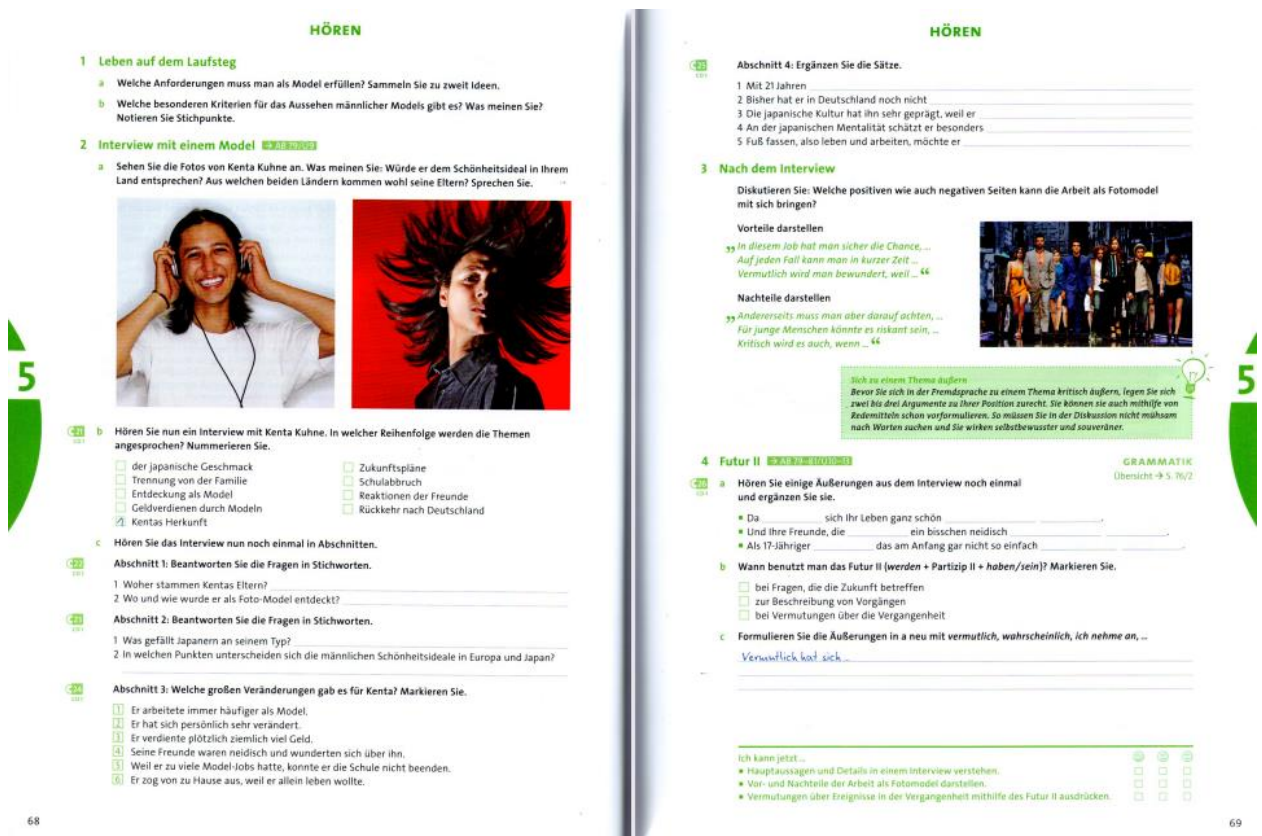 HÖREN
1 Leben auf dem Laufsteg
a Welche Anforderungen muss man als Model erfüllen? Sammeln Sie zu zweit Ideen.
b Welche besonderen Kriterien für das Aussehen männlicher Models gibt es? Was meinen Sie?
Notieren Sie Stichpunkte.
2 Interview mit einem Model → AB 79/Ü9
a Sehen Sie die Fotos von Kenta Kuhne an. Was meinen Sie: Würde er dem Schönheitsideal in Ihrem
Land entsprechen? Aus welchen beiden Ländern kommen wohl seine Eltern? Sprechen Sie.
5
21 b Hören Sie nun ein Interview mit Kenta Kuhne. In welcher Reihenfolge werden die Themen
angesprochen? Nummerieren Sie.
der japanische Geschmack
Trennung von der Familie
Entdeckung als Model
Geldverdienen durch Modeln
1 Kentas Herkunft
Zukunftspläne
Schulabbruch
Reaktionen der Freunde
Rückkehr nach Deutschland
c Hören Sie das Interview nun noch einmal in Abschnitten.
22 Abschnitt 1: Beantworten Sie die Fragen in Stichworten.
1 Woher stammen Kentas Eltern?
2 Wo und wie wurde er als Foto-Model entdeckt?
23 Abschnitt 2: Beantworten Sie die Fragen in Stichworten.
1 Was gefällt Japanern an seinem Typ?
2 In welchen Punkten unterscheiden sich die männlichen Schönheitsideale in Europa und Japan?
24 Abschnitt 3: Welche großen Veränderungen gab es für Kenta? Markieren Sie.
1 Er arbeitete immer häufiger als Model.
2 Er hat sich persönlich sehr verändert.
3 Er verdiente plötzlich ziemlich viel Geld.
4 Seine Freunde waren neidisch und wunderten sich über ihn.
5 Weil er zu viele Model-Jobs hatte, konnte er die Schule nicht beenden.
6 Er zog von zu Hause aus, weil er allein leben wollte.
68
HÖREN
25 Abschnitt 4: Ergänzen Sie die Sätze.
1 Mit 21 Jahren
2 Bisher hat er in Deutschland noch nicht
3 Die japanische Kultur hat ihn sehr geprägt, weil er
4 An der japanischen Mentalität schätzt er besonders
5 Fuß fassen, also leben und arbeiten, möchte er
3 Nach dem Interview
Diskutieren Sie: Welche positiven wie auch negativen Seiten kann die Arbeit als Fotomodel
mit sich bringen?
Vorteile darstellen
„In diesem Job hat man sicher die Chance, ...
Auf jeden Fall kann man in kurzer Zeit ...
Vermutlich wird man bewundert, weil ...“
Nachteile darstellen
„Andererseits muss man aber darauf achten, ...
Für junge Menschen könnte es riskant sein, ...
Kritisch wird es auch, wenn ...“
Sich zu einem Thema äußern
Bevor Sie sich in der Fremdsprache zu einem Thema kritisch äußern, legen Sie sich
zwei bis drei Argumente zu Ihrer Position zurecht. Sie können sie auch mithilfe von
Redemitteln schon vorformulieren. So müssen Sie in der Diskussion nicht mühsam
nach Worten suchen und Sie wirken selbstbewusster und souveräner.
5
4 Futur II → AB 79–81/Ü10–13
GRAMMATIK
Übersicht → S. 76/2
26 a Hören Sie einige Äußerungen aus dem Interview noch einmal
und ergänzen Sie sie.
• Da sich Ihr Leben ganz schön .
• Und Ihre Freunde, die ein bisschen neidisch .
• Als 17-Jähriger das am Anfang gar nicht so einfach .
b Wann benutzt man das Futur II (werden + Partizip II + haben/sein)? Markieren Sie.
bei Fragen, die die Zukunft betreffen
zur Beschreibung von Vorgängen
bei Vermutungen über die Vergangenheit
c Formulieren Sie die Äußerungen in a neu mit vermutlich, wahrscheinlich, ich nehme an, ...
Vermutlich hat sich ...
Ich kann jetzt ...
• Hauptaussagen und Details in einem Interview verstehen.
• Vor- und Nachteile der Arbeit als Fotomodel darstellen.
• Vermutungen über Ereignisse in der Vergangenheit mithilfe des Futur II ausdrücken.
69